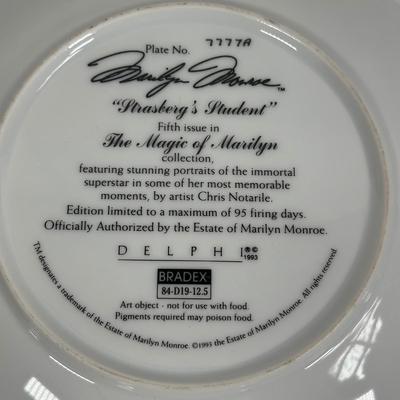 Plate No. 7777A
Marilyn Monroe™
"Strasberg's Student"
Fifth issue in
The Magic of Marilyn
collection,
featuring stunning portraits of the immortal
superstar in some of her most memorable
moments, by artist Chris Notarile.
Edition limited to a maximum of 95 firing days.
Officially Authorized by the Estate of Marilyn Monroe.
DELPHI ®©
1993
BRADEX
84-D19-12.5
Art object - not for use with food.
Pigments required may poison food.
TM designates a trademark of the Estate of Marilyn Monroe. ©1993 the Estate of Marilyn Monroe. All rights reserved.